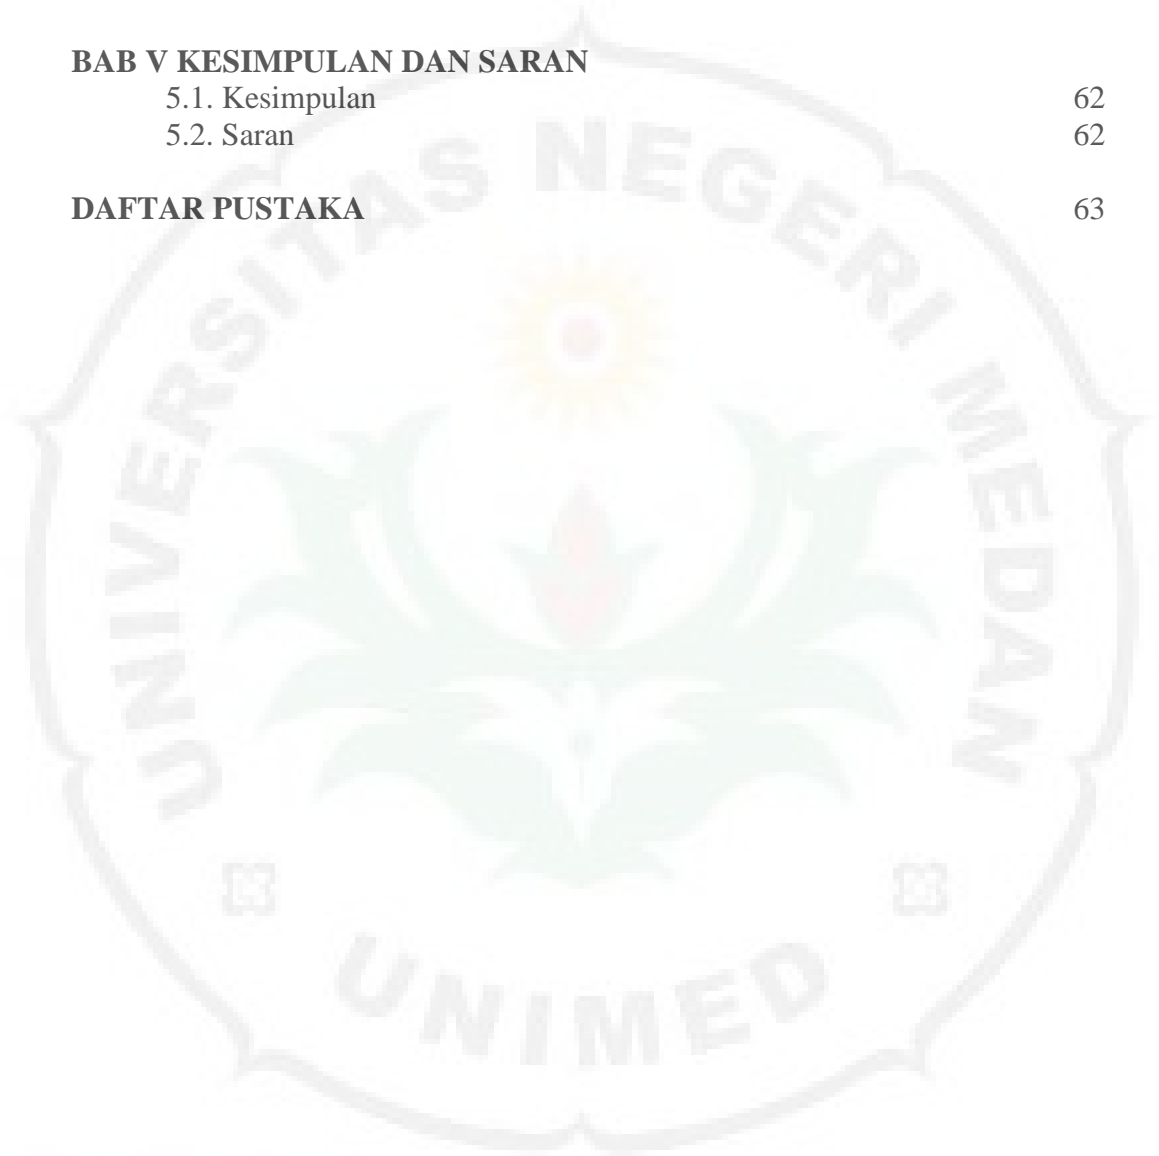 BAB V KESIMPULAN DAN SARAN
5.1. Kesimpulan 62
5.2. Saran 62
DAFTAR PUSTAKA 63
UNIVERSITAS NEGERI MEDAN
UNIMED